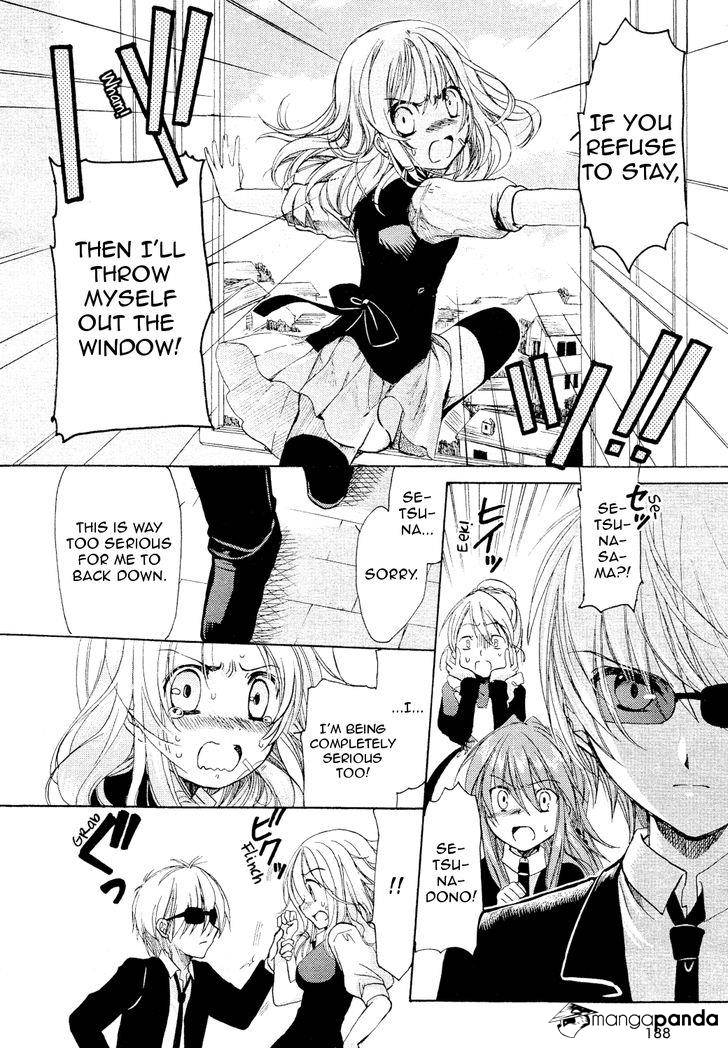 IF YOU
REFUSE
TO STAY,
Wham!
THEN I'LL
THROW
MYSELF
OUT THE
WINDOW!
Se-
セッ
SE-
TSU-
NA-
SA-
MA?!
Eek!
ヒイッ
SE-
TSU-
NA...
SORRY.
THIS IS WAY
TOO SERIOUS
FOR ME TO
BACK DOWN.
SE-
TSU-
NA-
DONO!
...I...
I'M BEING
COMPLETELY
SERIOUS
TOO!
!!
ビクッ
Flinch
Grab
ぐっ
mangapanda
188